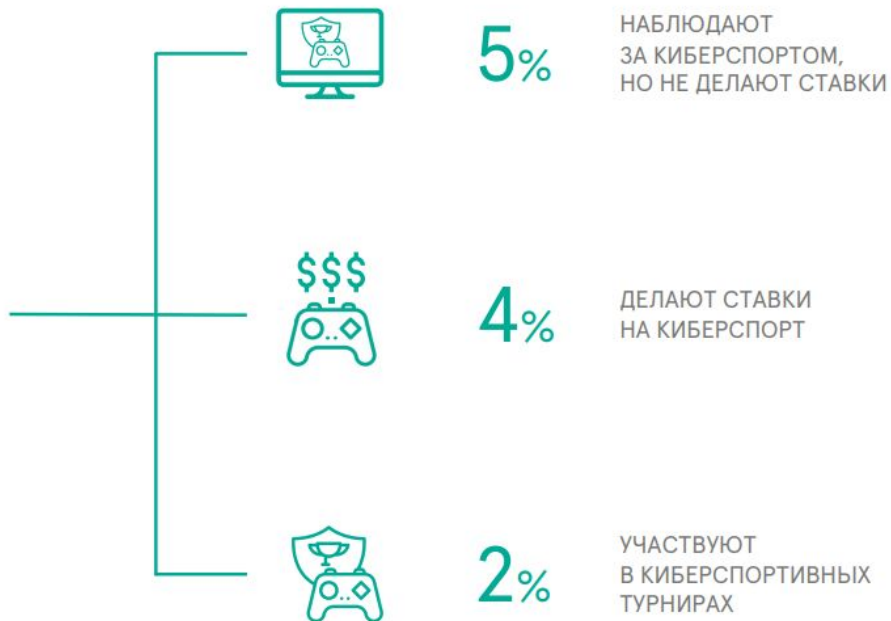 5%
НАБЛЮДАЮТ
ЗА КИБЕРСПОРТОМ,
НО НЕ ДЕЛАЮТ СТАВКИ
$$$
4%
ДЕЛАЮТ СТАВКИ
НА КИБЕРСПОРТ
2%
УЧАСТВУЮТ
В КИБЕРСПОРТИВНЫХ
ТУРНИРАХ